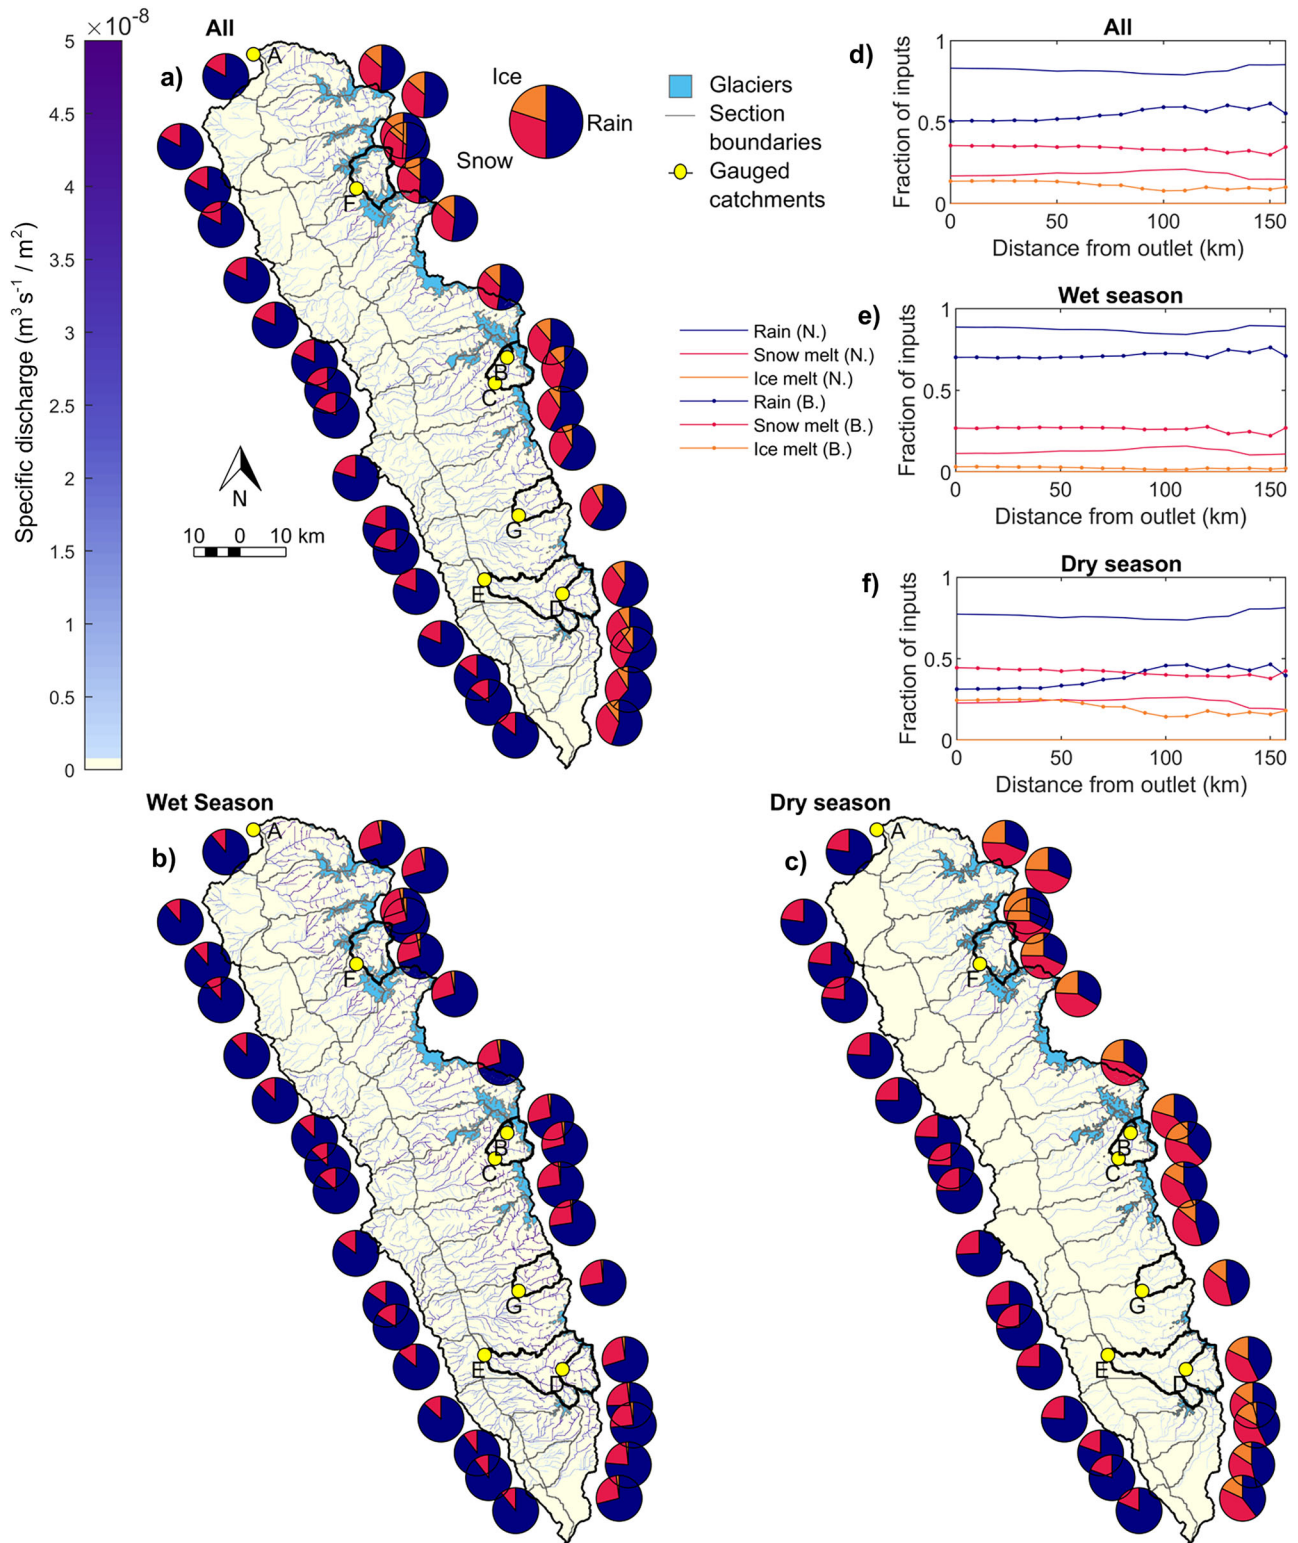 ×10⁻⁸
All
5
4.5
4
3.5
3
2.5
2
1.5
1
0.5
0
Specific discharge (m³ s⁻¹ / m²)
a)
A
F
B
C
G
E
D
N
10 0 10 km
Ice
Rain
Snow
Glaciers
Section
boundaries
Gauged
catchments
Rain (N.)
Snow melt (N.)
Ice melt (N.)
Rain (B.)
Snow melt (B.)
Ice melt (B.)
d)
All
1
0.5
0
Fraction of inputs
0 50 100 150
Distance from outlet (km)
e)
Wet season
1
0.5
0
Fraction of inputs
0 50 100 150
Distance from outlet (km)
f)
Dry season
1
0.5
0
Fraction of inputs
0 50 100 150
Distance from outlet (km)
Wet Season
b)
A
F
B
C
G
E
D
Dry season
c)
A
F
B
C
G
E
D